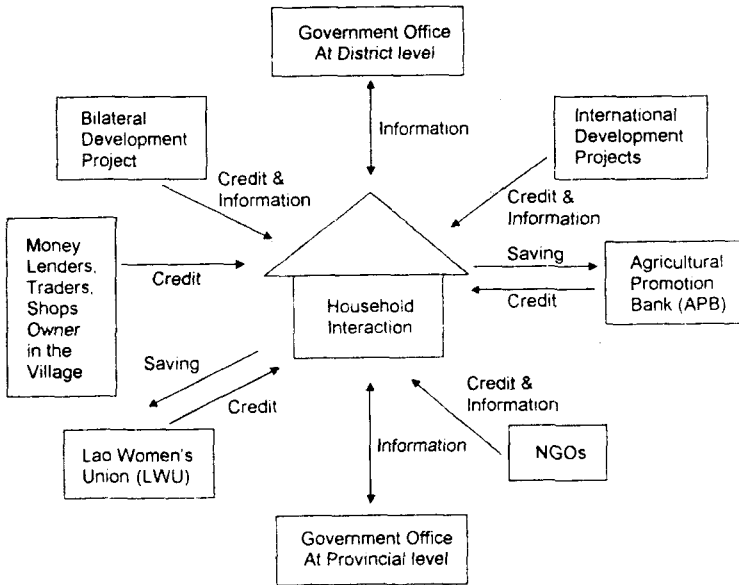 Government Office
At District level
Information
Bilateral
Development
Project
International
Development
Projects
Credit &
Information
Credit &
Information
Money
Lenders,
Traders,
Shops
Owner
in the
Village
Credit
Saving
Credit
Agricultural
Promotion
Bank (APB)
Household
Interaction
Saving
Credit
Credit &
Information
Lao Women's
Union (LWU)
Information
NGOs
Government Office
At Provincial level